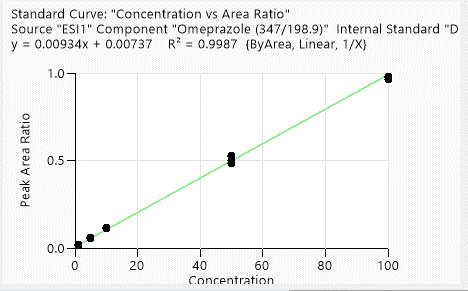 Standard Curve: "Concentration vs Area Ratio"
Source "ESI1" Component "Omeprazole (347/198.9)" Internal Standard "D
y = 0.00934x + 0.00737 R² = 0.9987 {ByArea, Linear, 1/X}
1.0
Peak Area Ratio
0.5
0.0
0 20 40 60 80 100
Concentration